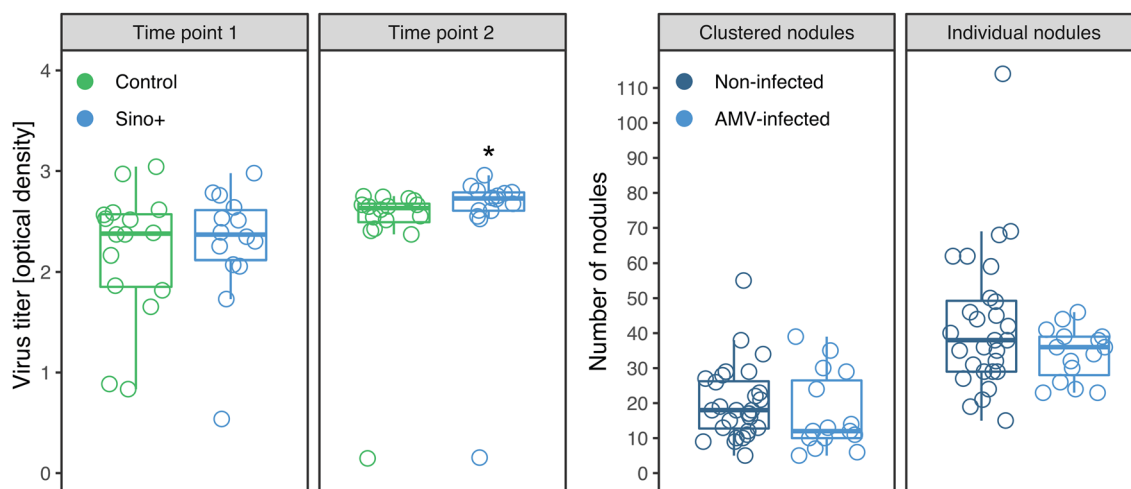 Time point 1
Time point 2
Virus titer [optical density]
4
3
2
1
0
Control
Sino+
*
Clustered nodules
Individual nodules
Number of nodules
110
100
90
80
70
60
50
40
30
20
10
0
Non-infected
AMV-infected